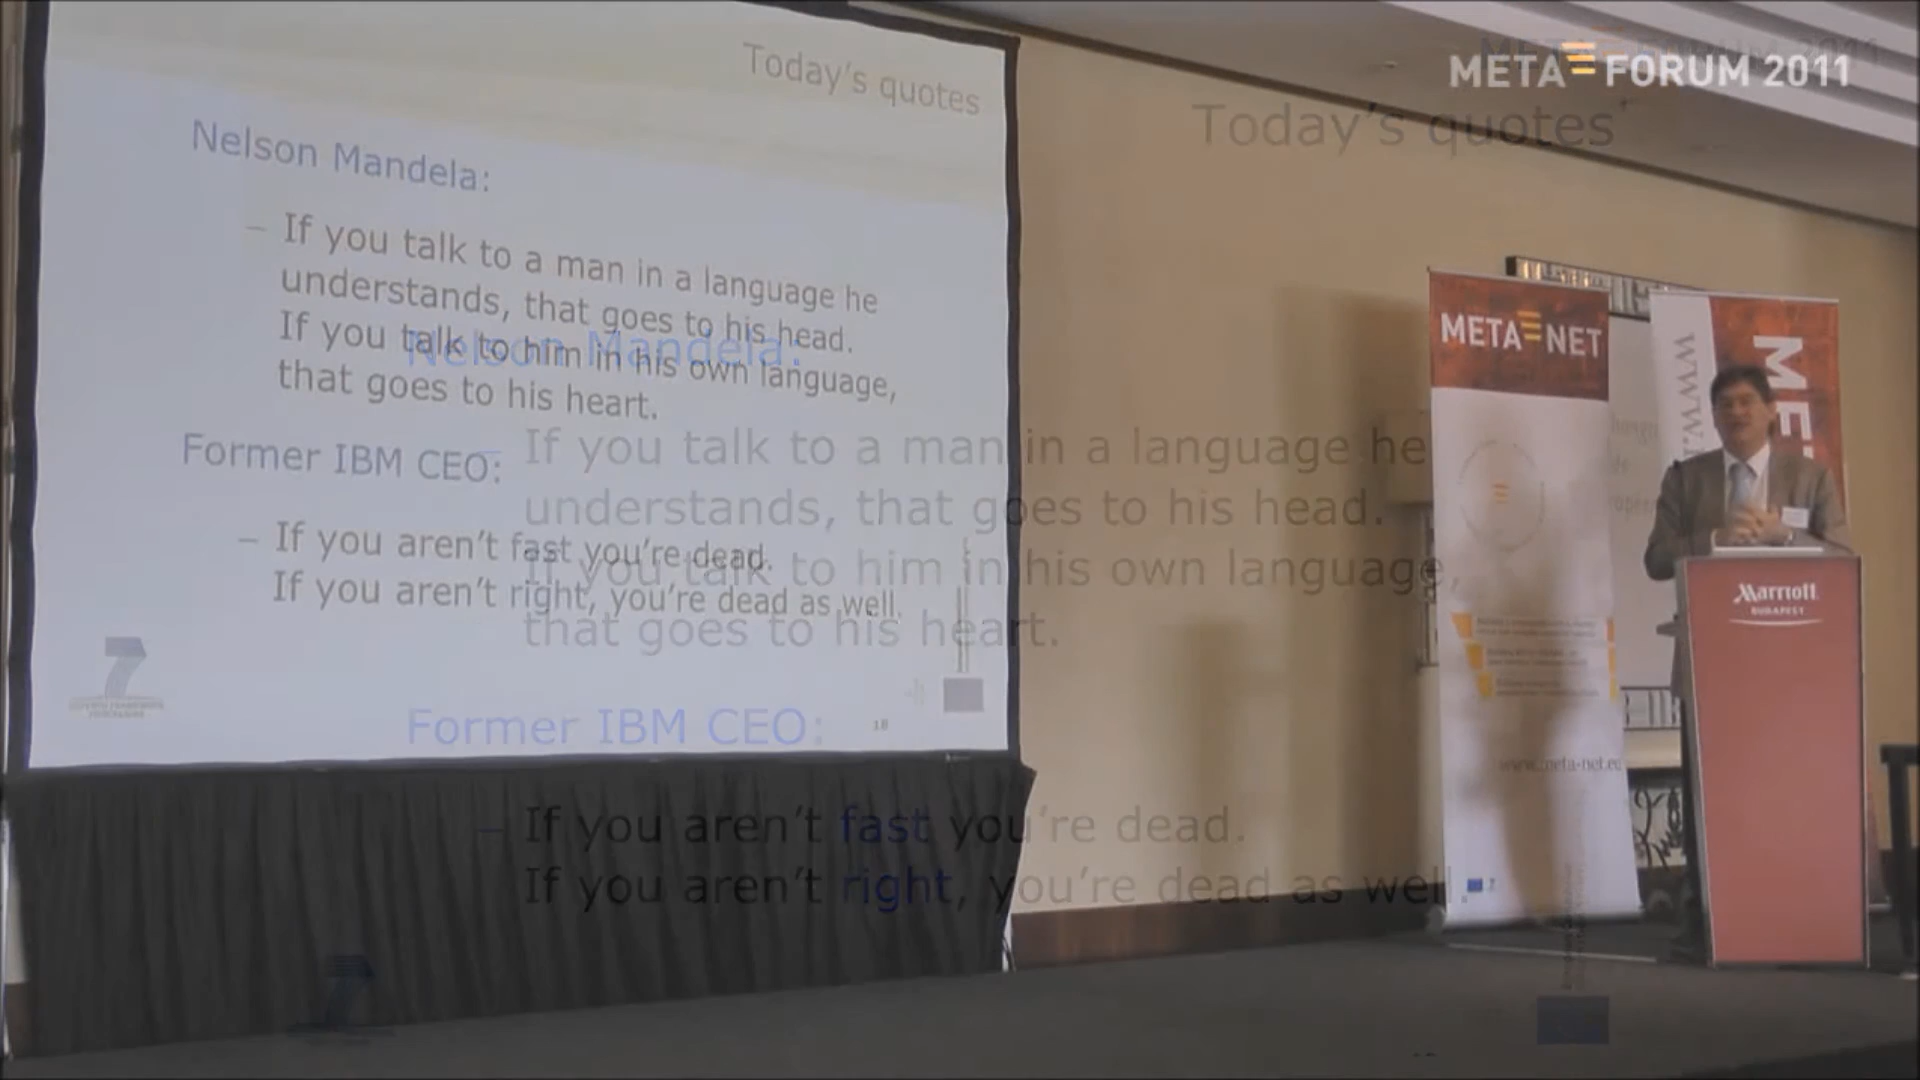 META FORUM 2011
Today's quotes
Nelson Mandela:
– If you talk to a man in a language he
understands, that goes to his head.
If you talk to him in his own language,
that goes to his heart.
Former IBM CEO:
– If you aren't fast you're dead.
If you aren't right, you're dead as well.
7
18
Today's quotes
Nelson Mandela:
If you talk to a man in a language he
understands, that goes to his head.
If you talk to him in his own language,
that goes to his heart.
Former IBM CEO:
– If you aren't fast you're dead.
If you aren't right, you're dead as well.
META NET
www.meta-net.eu
www.
MET
Marriott
BUDAPEST